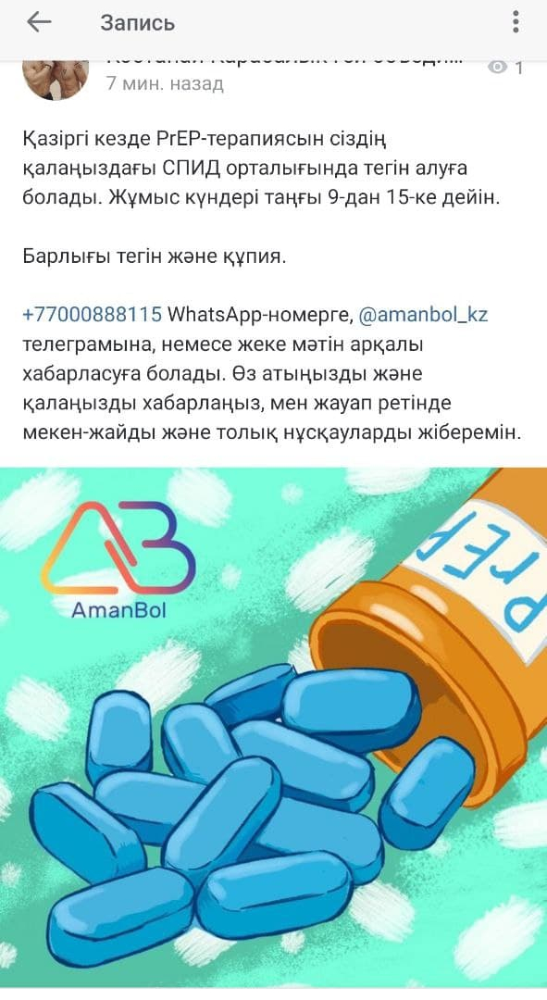 Запись
1
7 мин. назад
Қазіргі кезде PrEP-терапиясын сіздің
қалаңыздағы СПИД орталығында тегін алуға
болады. Жұмыс күндері таңғы 9-дан 15-ке дейін.
Барлығы тегін және құпия.
+77000888115 WhatsApp-номерге, @amanbol_kz
телеграмына, немесе жеке мәтін арқалы
хабарласуға болады. Өз атыңызды және
қалаңызды хабарлаңыз, мен жауап ретінде
мекен-жайды және толық нұсқауларды жіберемін.
AB
AmanBol
PrEP